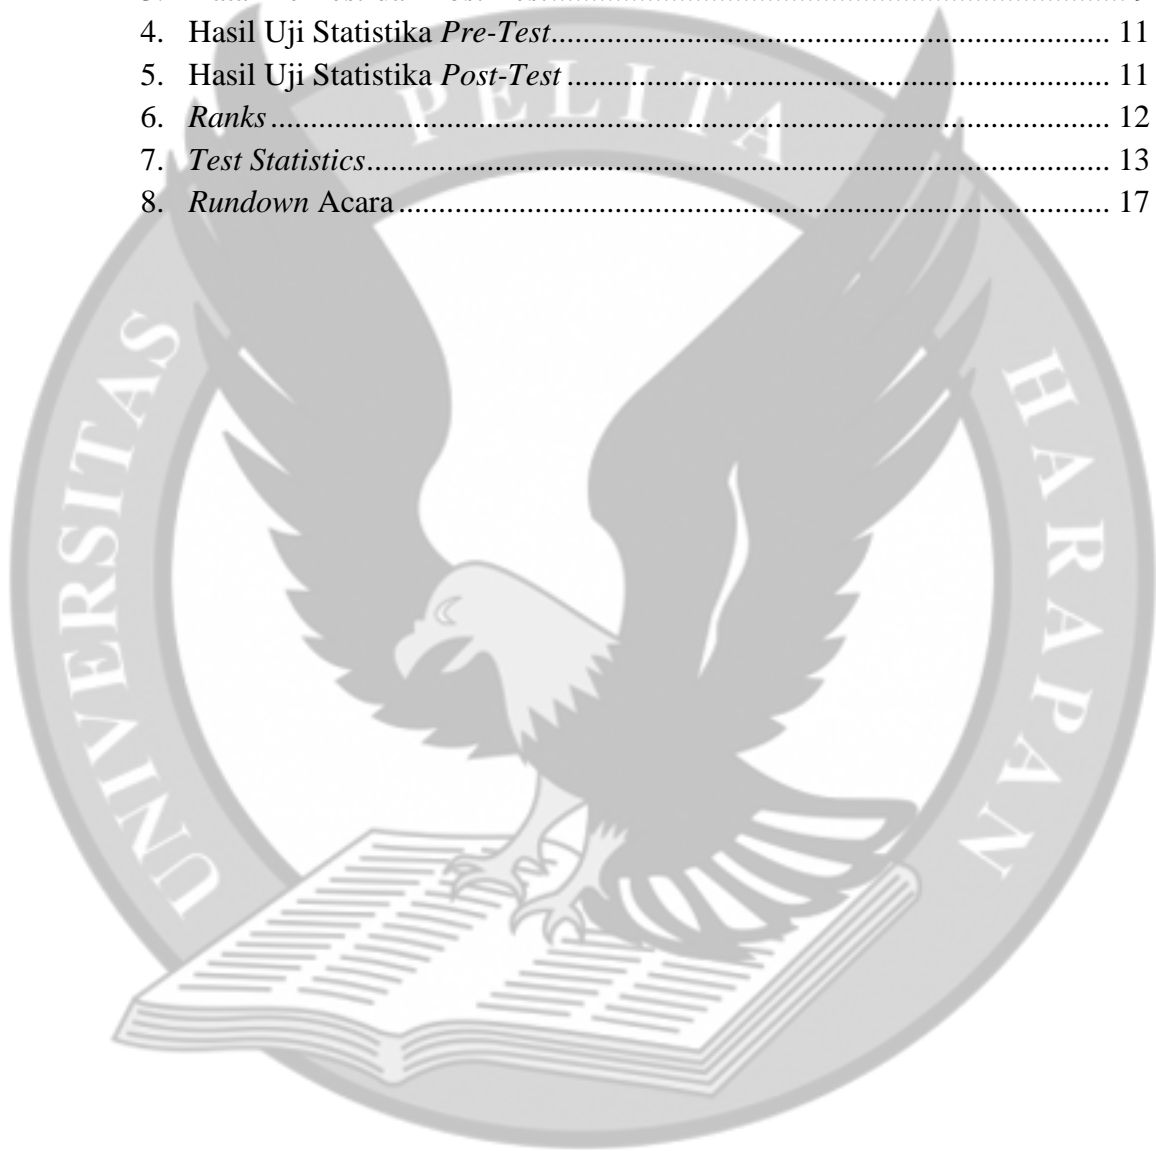 4. Hasil Uji Statistika Pre-Test........................................................................ 11
5. Hasil Uji Statistika Post-Test....................................................................... 11
6. Ranks............................................................................................................ 12
7. Test Statistics................................................................................................ 13
8. Rundown Acara............................................................................................ 17
UNIVERSITAS
PELITA
HARAPAN